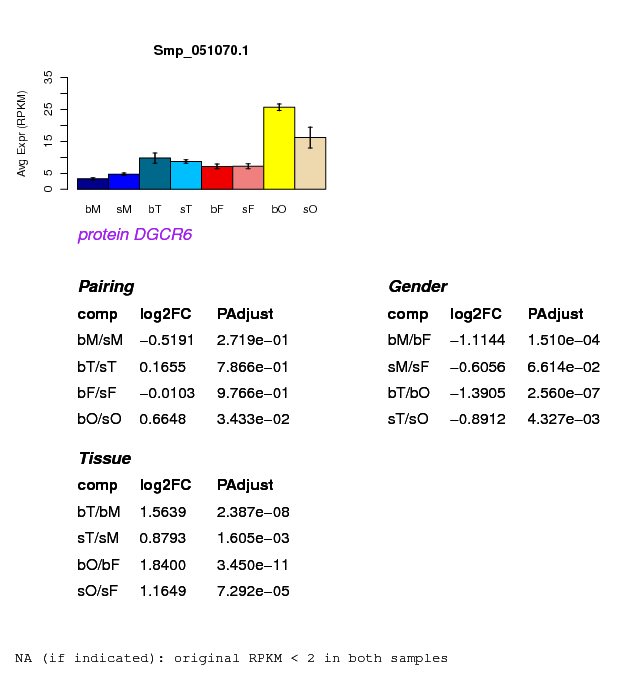 Smp_051070.1
Avg Expr (RPKM)
0 5 15 25 35
bM sM bT sT bF sF bO sO
protein DGCR6
Pairing
comp log2FC PAdjust
bM/sM −0.5191 2.719e−01
bT/sT 0.1655 7.866e−01
bF/sF −0.0103 9.766e−01
bO/sO 0.6648 3.433e−02
Gender
comp log2FC PAdjust
bM/bF −1.1144 1.510e−04
sM/sF −0.6056 6.614e−02
bT/bO −1.3905 2.560e−07
sT/sO −0.8912 4.327e−03
Tissue
comp log2FC PAdjust
bT/bM 1.5639 2.387e−08
sT/sM 0.8793 1.605e−03
bO/bF 1.8400 3.450e−11
sO/sF 1.1649 7.292e−05
NA (if indicated): original RPKM < 2 in both samples